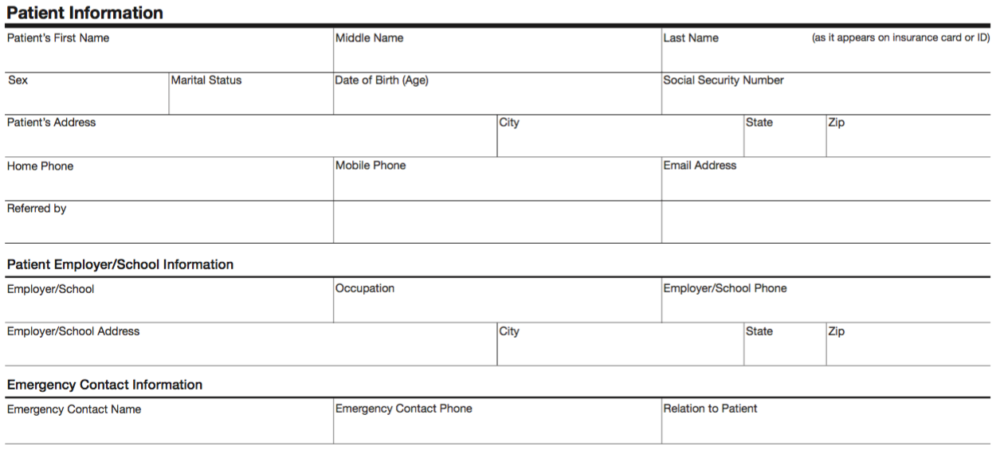 Patient Information
Patient's First Name Middle Name Last Name (as it appears on insurance card or ID)
Sex Marital Status Date of Birth (Age) Social Security Number
Patient's Address City State Zip
Home Phone Mobile Phone Email Address
Referred by
Patient Employer/School Information
Employer/School Occupation Employer/School Phone
Employer/School Address City State Zip
Emergency Contact Information
Emergency Contact Name Emergency Contact Phone Relation to Patient